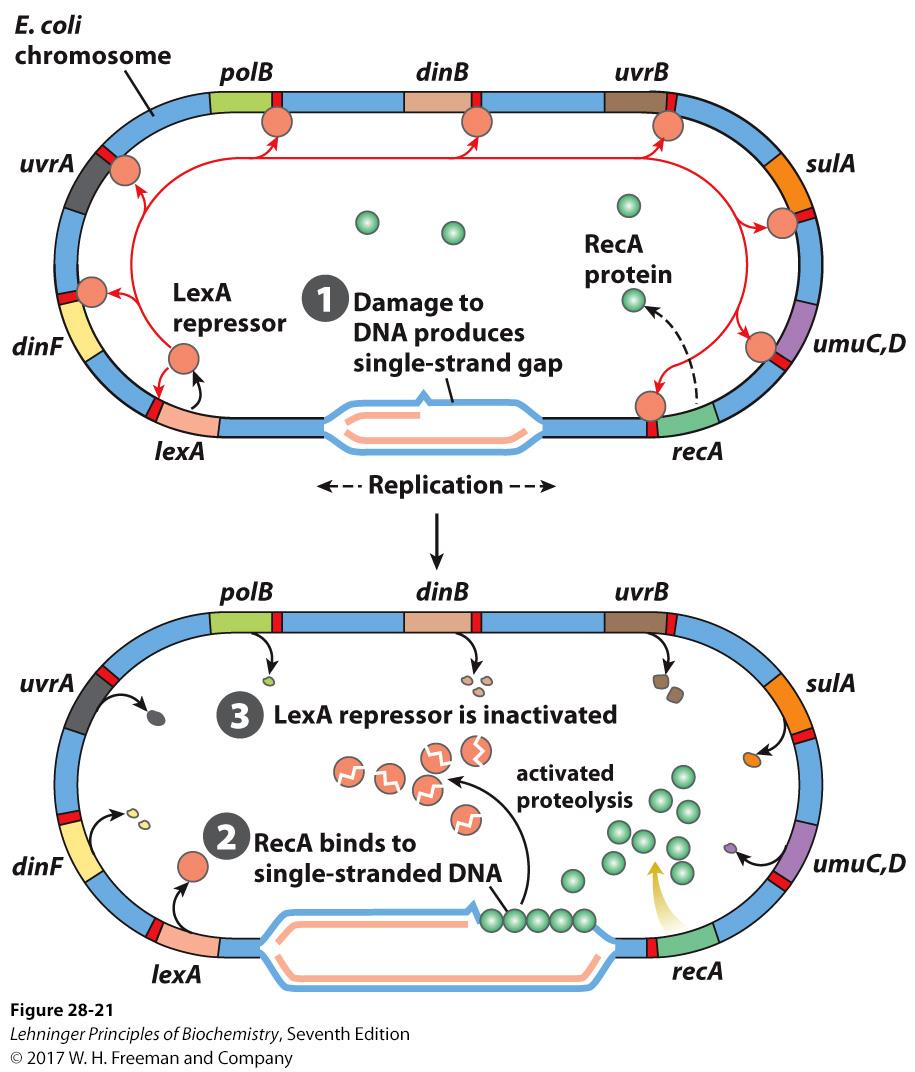 E. coli
chromosome
polB
dinB
uvrB
uvrA
sulA
RecA
protein
LexA
repressor
1 Damage to
DNA produces
single-strand gap
dinF
umuC,D
lexA
recA
Replication
polB
dinB
uvrB
uvrA
sulA
3 LexA repressor is inactivated
activated
proteolysis
2 RecA binds to
single-stranded DNA
dinF
umuC,D
lexA
recA
Figure 28-21
Lehninger Principles of Biochemistry, Seventh Edition
© 2017 W. H. Freeman and Company